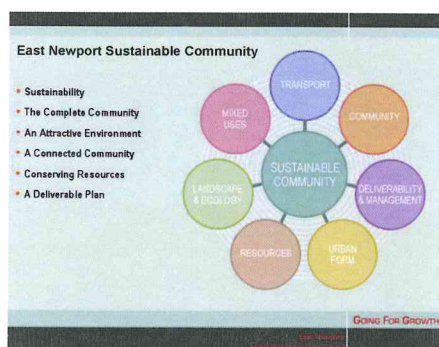 East Newport Sustainable Community
Sustainability
The Complete Community
An Attractive Environment
A Connected Community
Conserving Resources
A Deliverable Plan
TRANSPORT
MIXED
USES
COMMUNITY
SUSTAINABLE
COMMUNITY
LANDSCAPE
& ECOLOGY
DELIVERABILITY
& MANAGEMENT
RESOURCES
URBAN
FORM
GOING FOR GROWTH